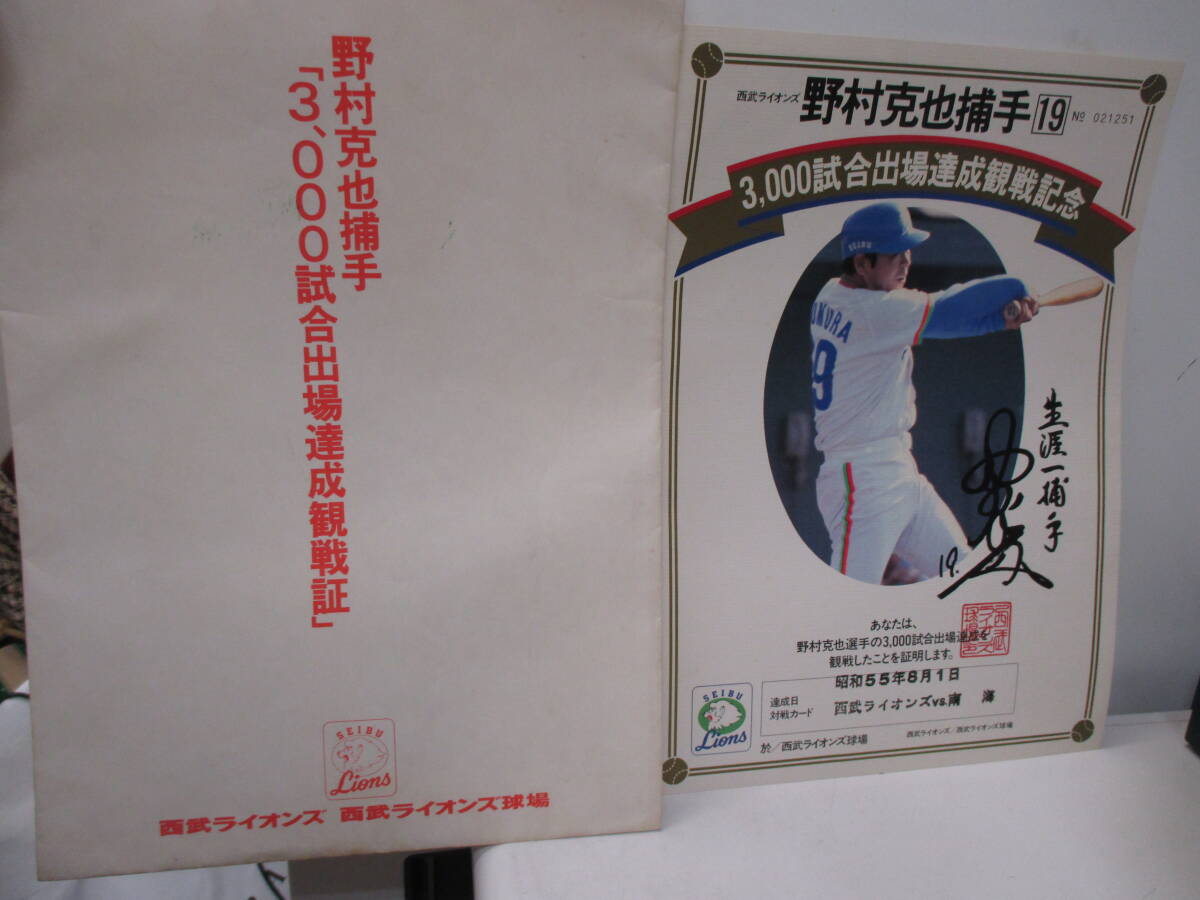 野村克也捕手
「3,000試合出場達成観戦証」
SEIBU
Lions
西武ライオンズ 西武ライオンズ球場
西武ライオンズ 野村克也捕手 19 № 021251
3,000試合出場達成観戦記念
SEIBU
OMURA
9
生涯一捕手
19.
あなたは、
野村克也選手の3,000試合出場達成を
観戦したことを証明します。
達成日 昭和55年8月1日
対戦カード 西武ライオンズvs.南 海
SEIBU
Lions
於/西武ライオンズ球場
西武ライオンズ/西武ライオンズ球場